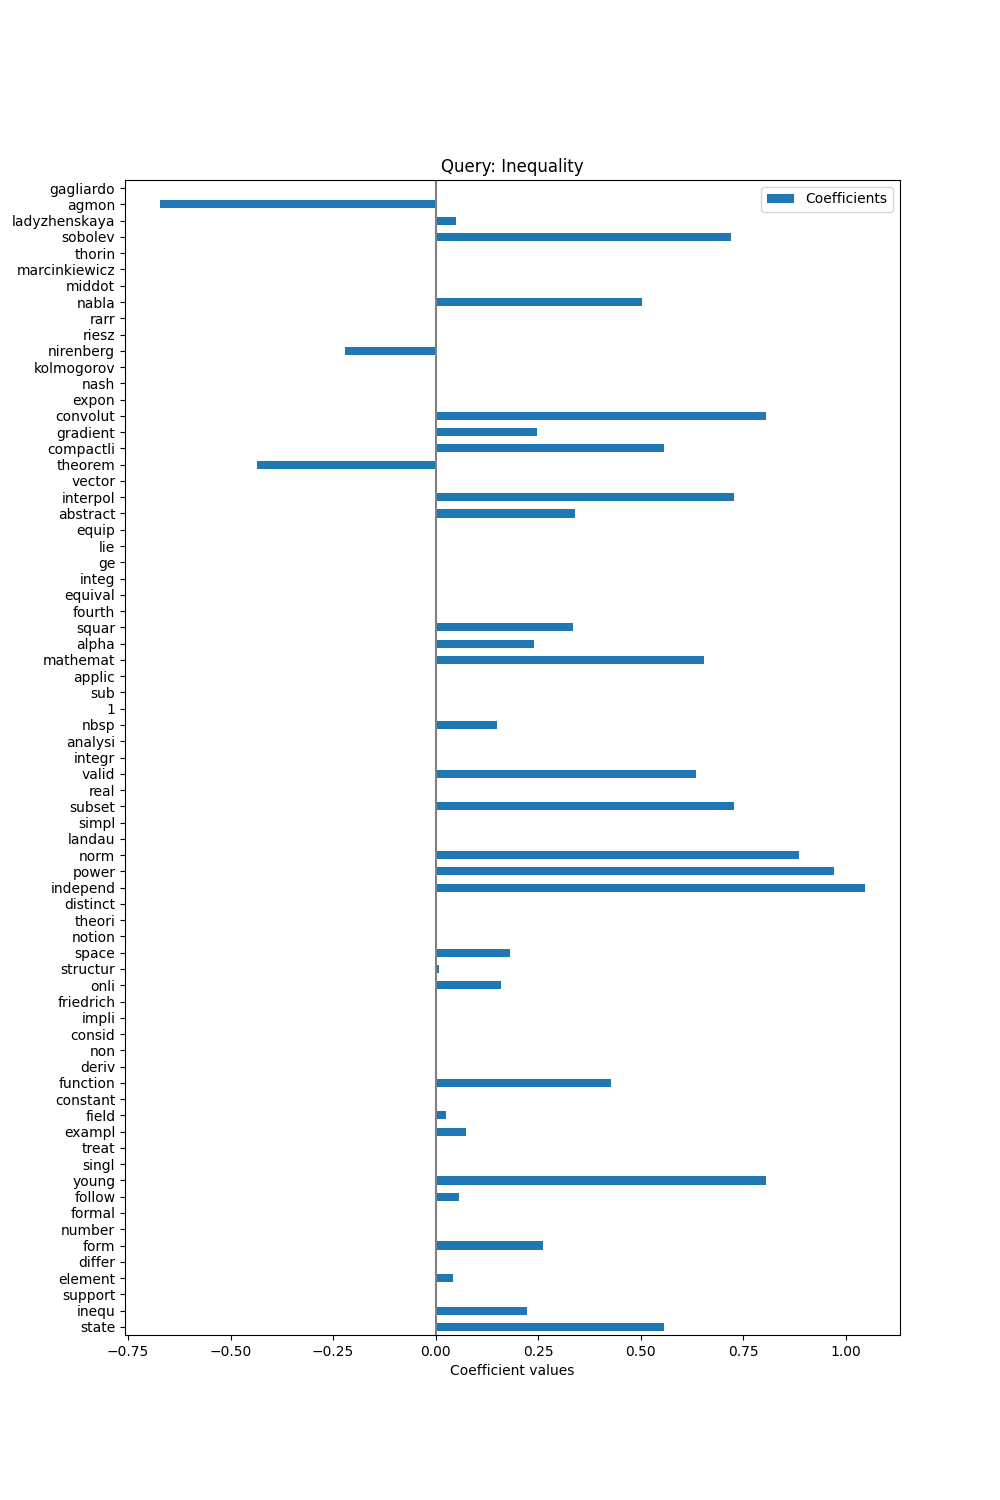 Query: Inequality
Coefficients
gagliardo
agmon
ladyzhenskaya
sobolev
thorin
marcinkiewicz
middot
nabla
rarr
riesz
nirenberg
kolmogorov
nash
expon
convolut
gradient
compactli
theorem
vector
interpol
abstract
equip
lie
ge
integ
equival
fourth
squar
alpha
mathemat
applic
sub
1
nbsp
analysi
integr
valid
real
subset
simpl
landau
norm
power
independ
distinct
theori
notion
space
structur
onli
friedrich
impli
consid
non
deriv
function
constant
field
exampl
treat
singl
young
follow
formal
number
form
differ
element
support
inequ
state
−0.75 −0.50 −0.25 0.00 0.25 0.50 0.75 1.00
Coefficient values